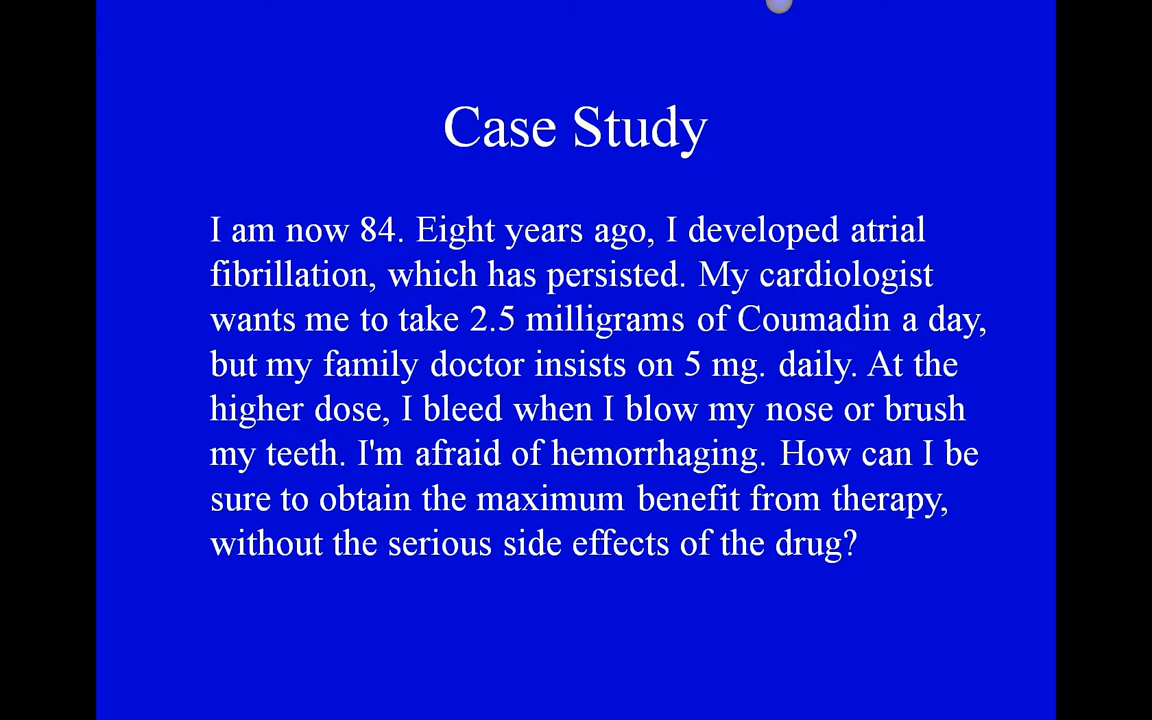 Case Study
I am now 84. Eight years ago, I developed atrial
fibrillation, which has persisted. My cardiologist
wants me to take 2.5 milligrams of Coumadin a day,
but my family doctor insists on 5 mg. daily. At the
higher dose, I bleed when I blow my nose or brush
my teeth. I'm afraid of hemorrhaging. How can I be
sure to obtain the maximum benefit from therapy,
without the serious side effects of the drug?